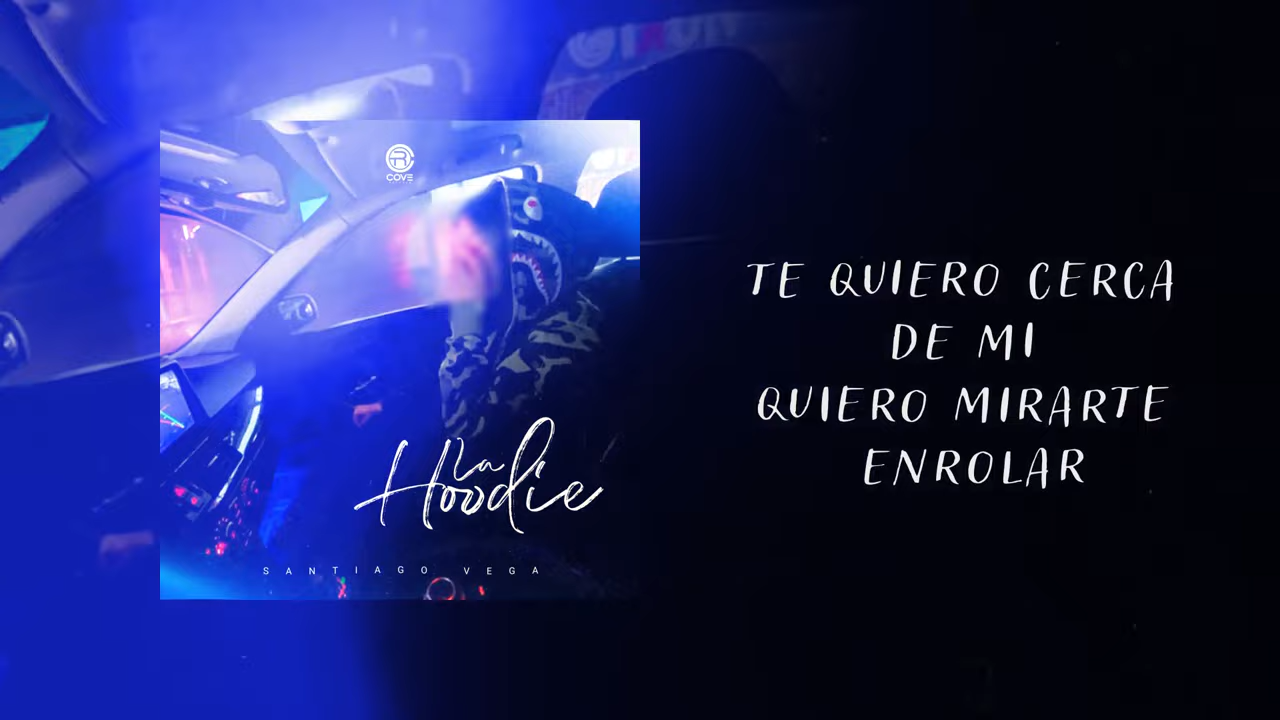 COVE
La
Hoodie
SANTIAGO VEGA
TE QUIERO CERCA
DE MI
QUIERO MIRARTE
ENROLAR